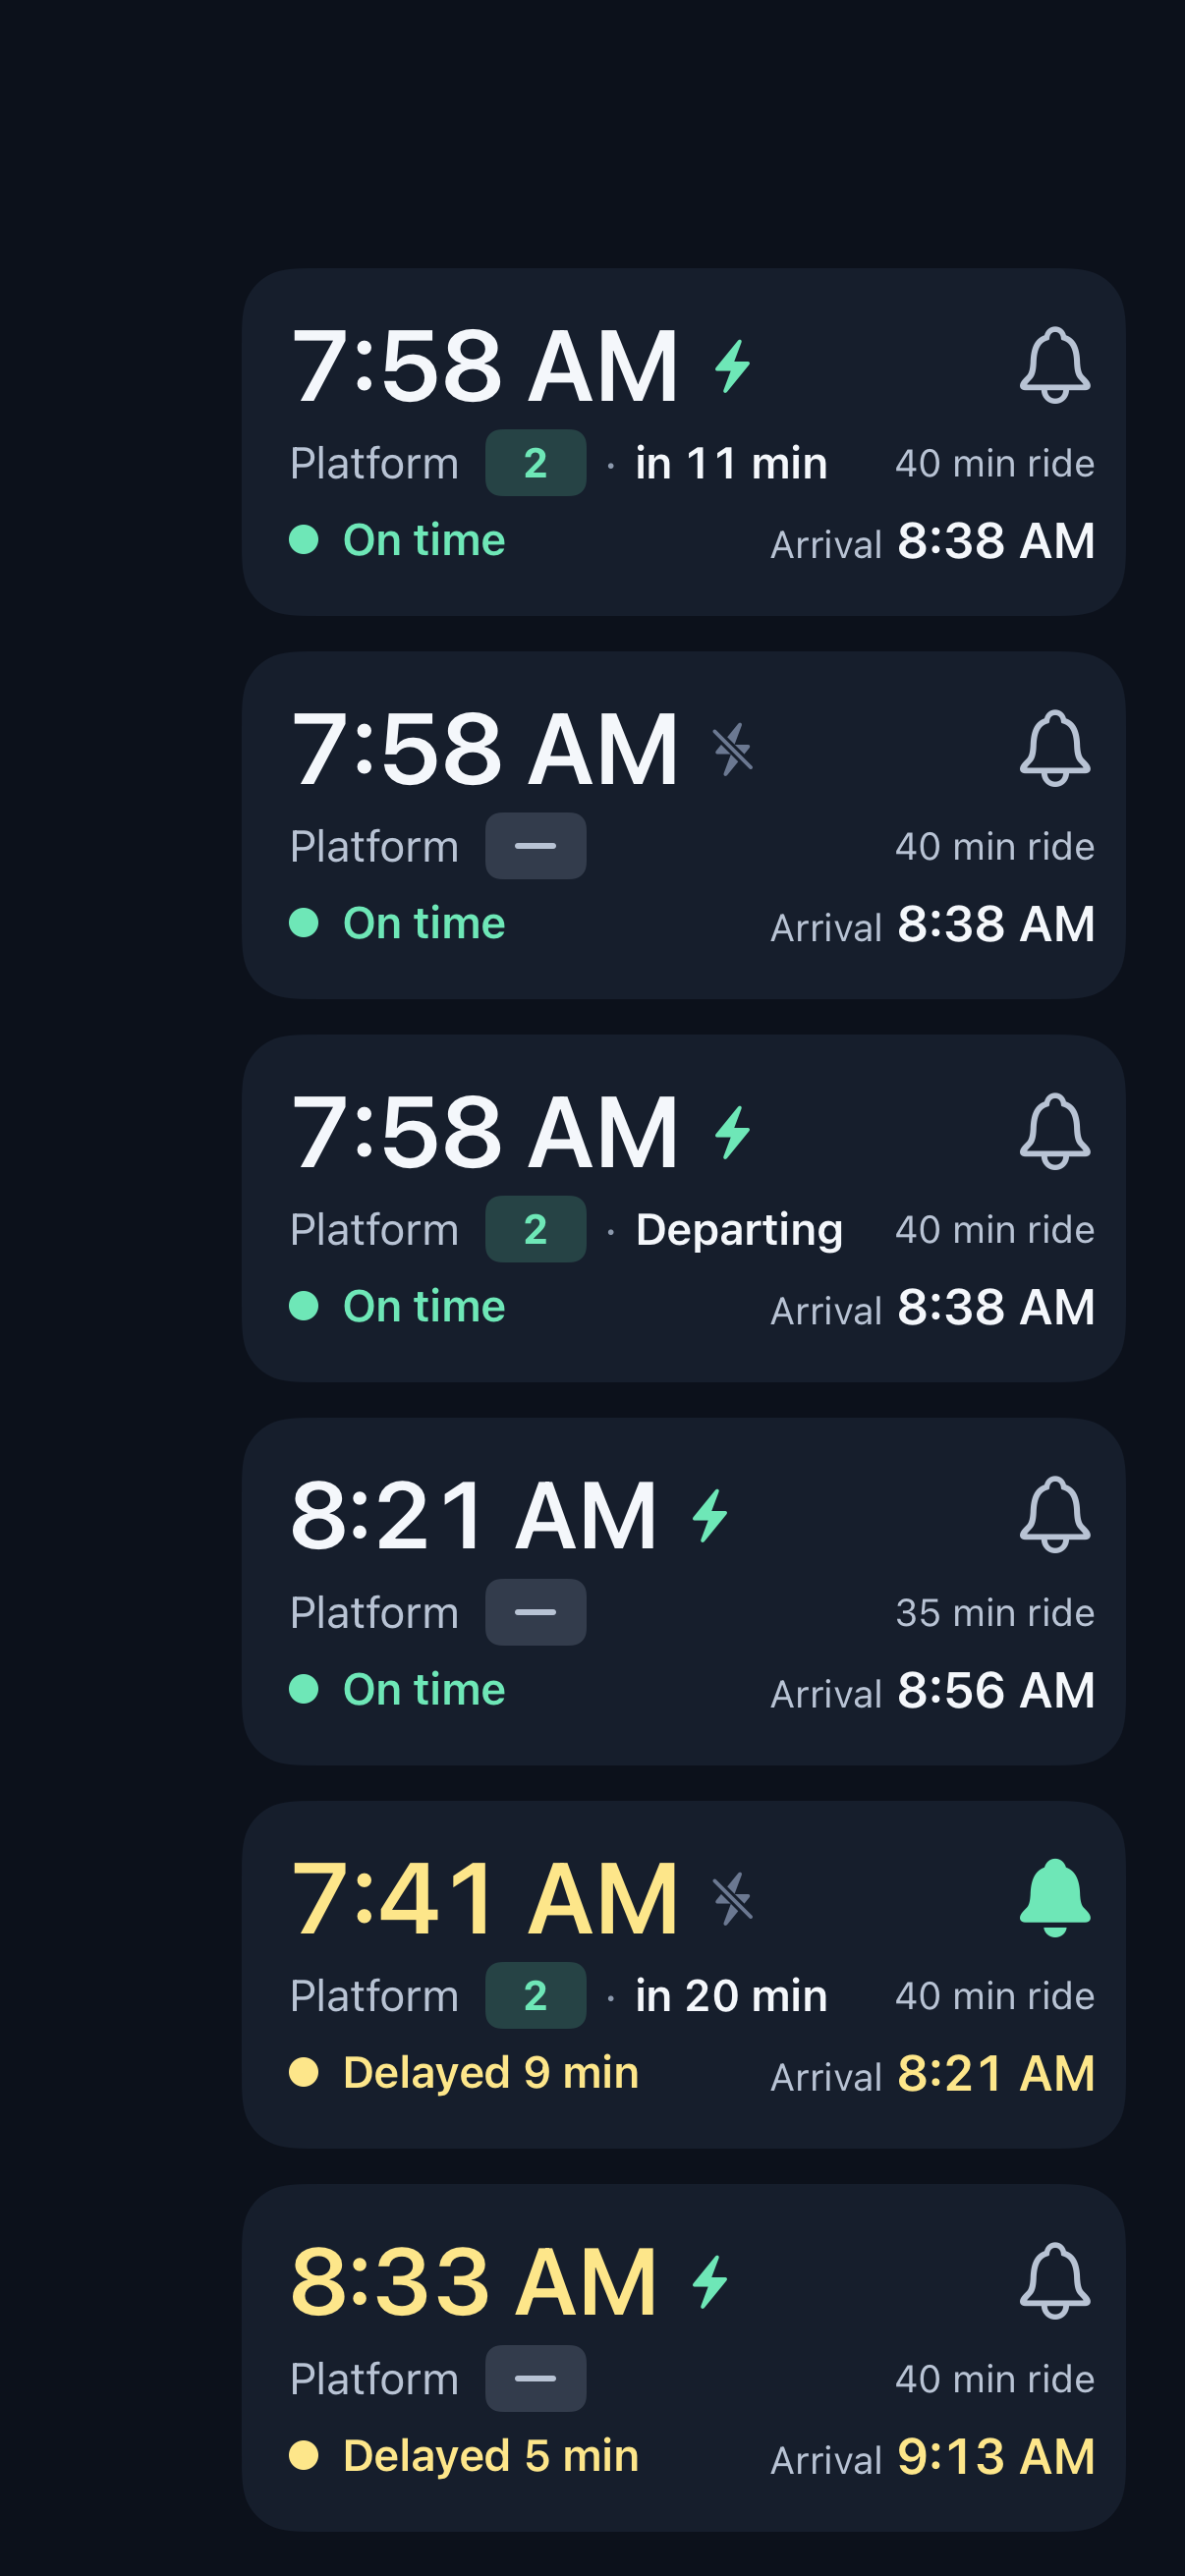 7:58 AM
Platform 2 · in 11 min 40 min ride
On time Arrival 8:38 AM
7:58 AM
Platform — 40 min ride
On time Arrival 8:38 AM
7:58 AM
Platform 2 · Departing 40 min ride
On time Arrival 8:38 AM
8:21 AM
Platform — 35 min ride
On time Arrival 8:56 AM
7:41 AM
Platform 2 · in 20 min 40 min ride
Delayed 9 min Arrival 8:21 AM
8:33 AM
Platform — 40 min ride
Delayed 5 min Arrival 9:13 AM